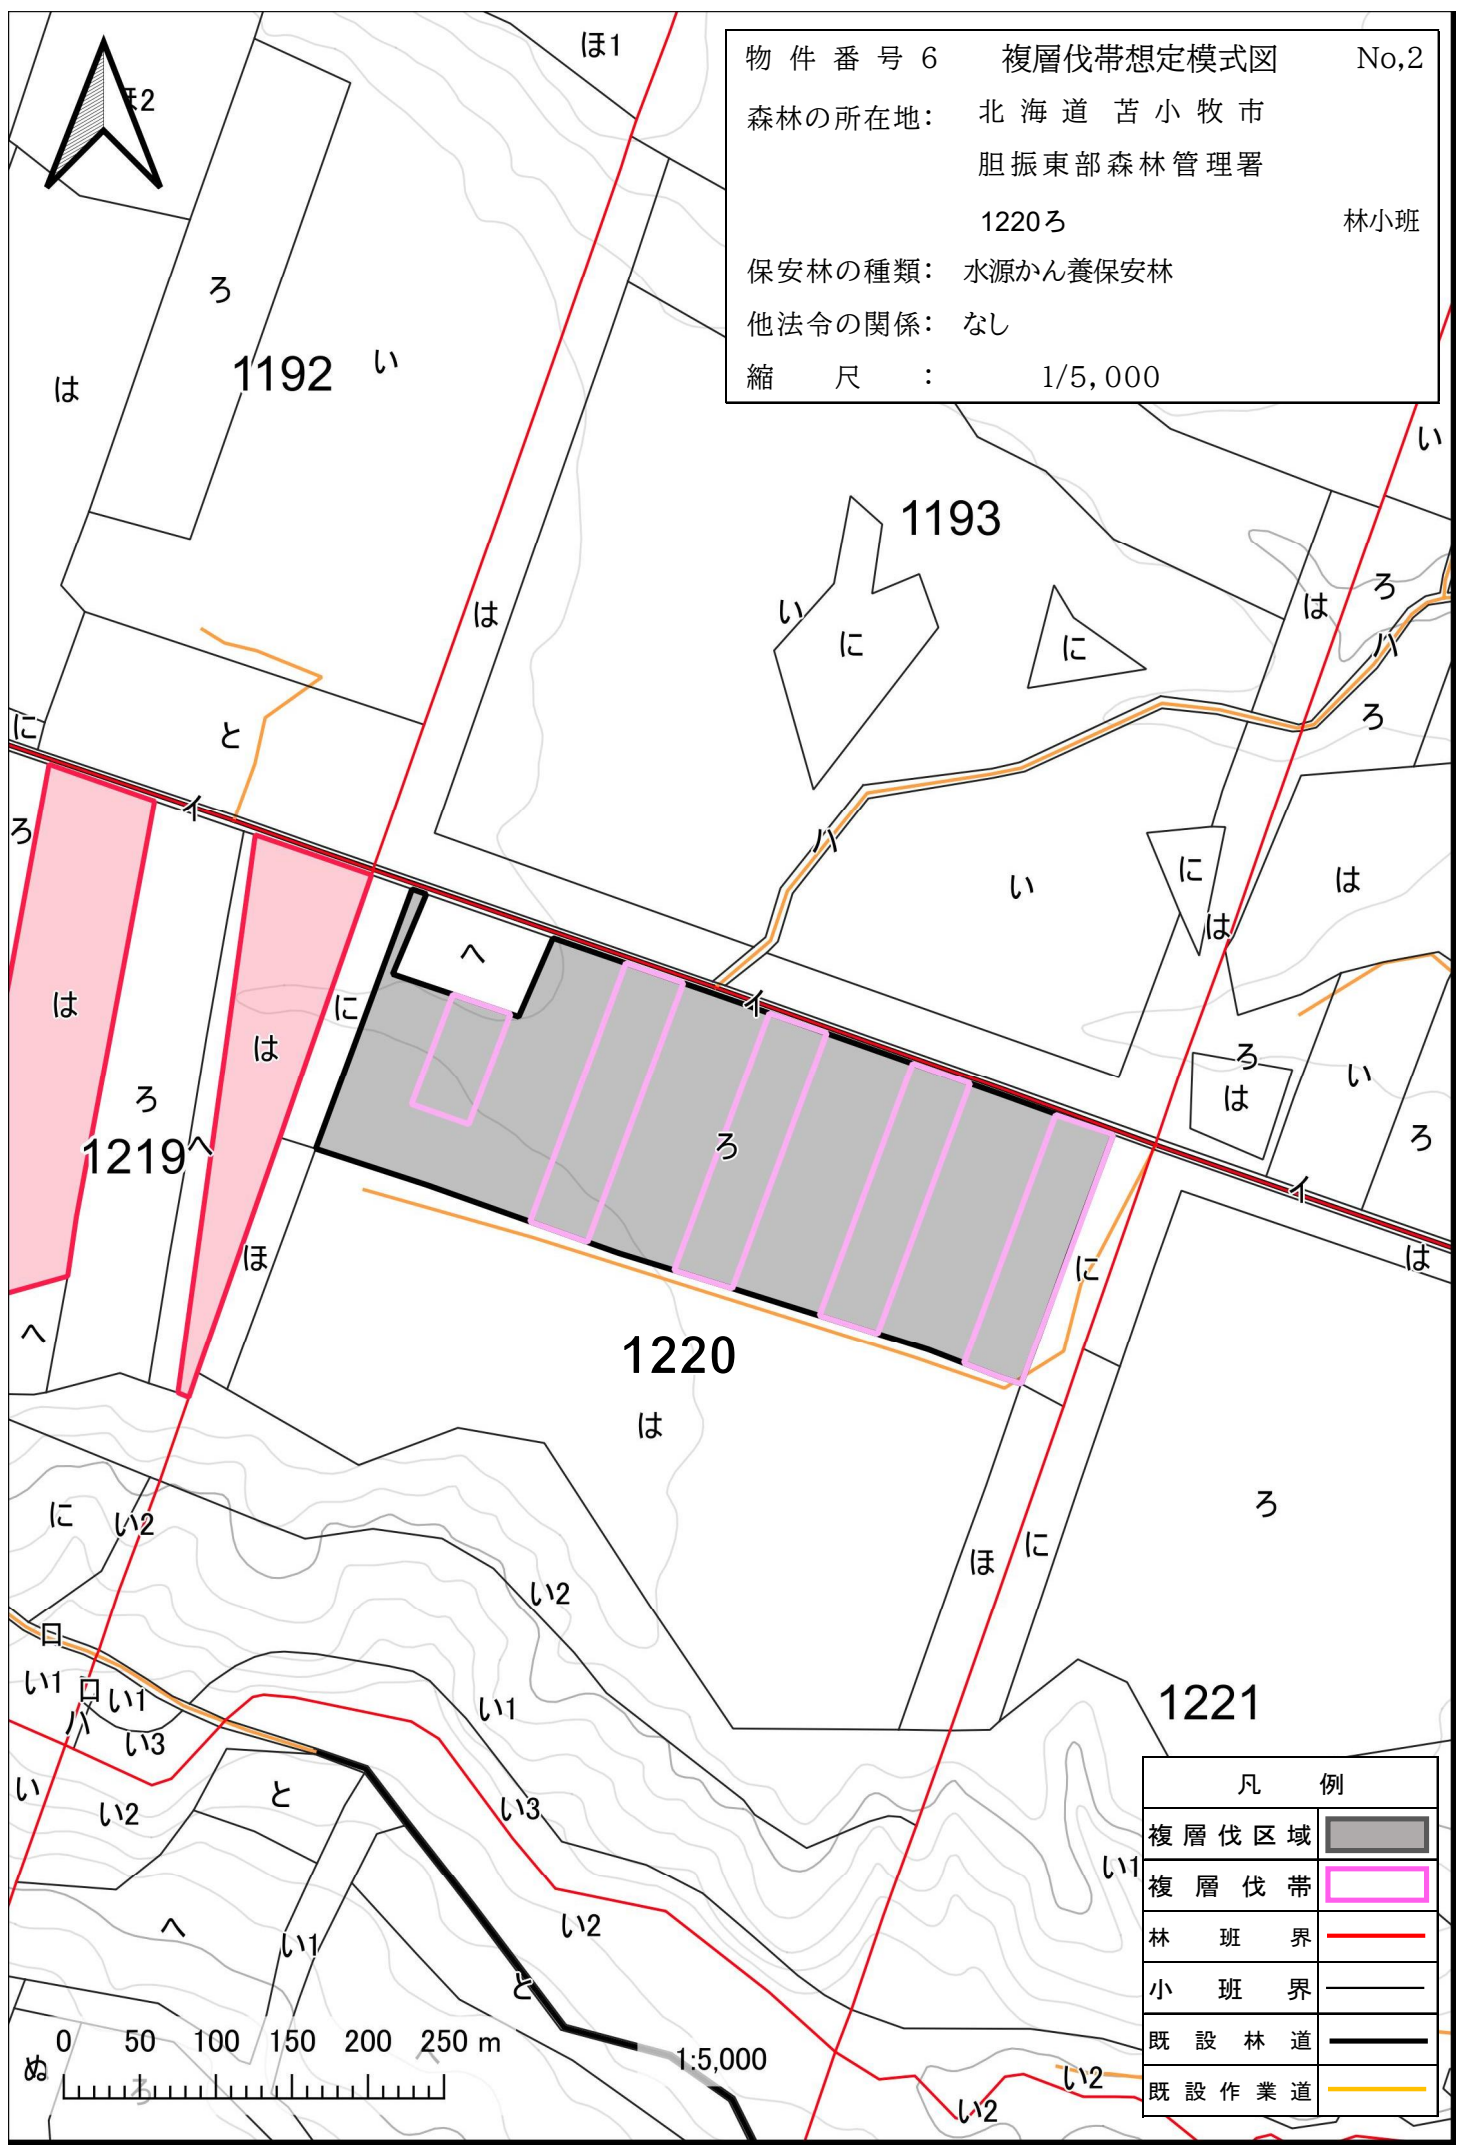 物件番号6 複層伐帯想定模式図 No,2
森林の所在地： 北海道 苫小牧市
胆振東部森林管理署
1220ろ 林小班
保安林の種類： 水源かん養保安林
他法令の関係： なし
縮尺： 1/5,000
ほ1
ほ2
ろ
1192 い
は
い
1193
は
い
に
に
は
ろ
ハ
ろ
に
と
イ
ろ
ハ
い
に
は
は
へ
は
に
は
イ
ろ
は
い
ろ
ろ
1219
へ
ろ
イ
ほ
に
は
へ
1220
は
に
い2
ろ
ほ
に
い2
ロ
い1
ロ
い1
ハ
い3
い1
1221
い
い2
と
い3
い1
へ
い1
い2
と
凡例
複層伐区域
複層伐帯
林班界
小班界
既設林道
既設作業道
0 50 100 150 200 250 m
1:5,000
ぬ
ろ
へ
い2
い2